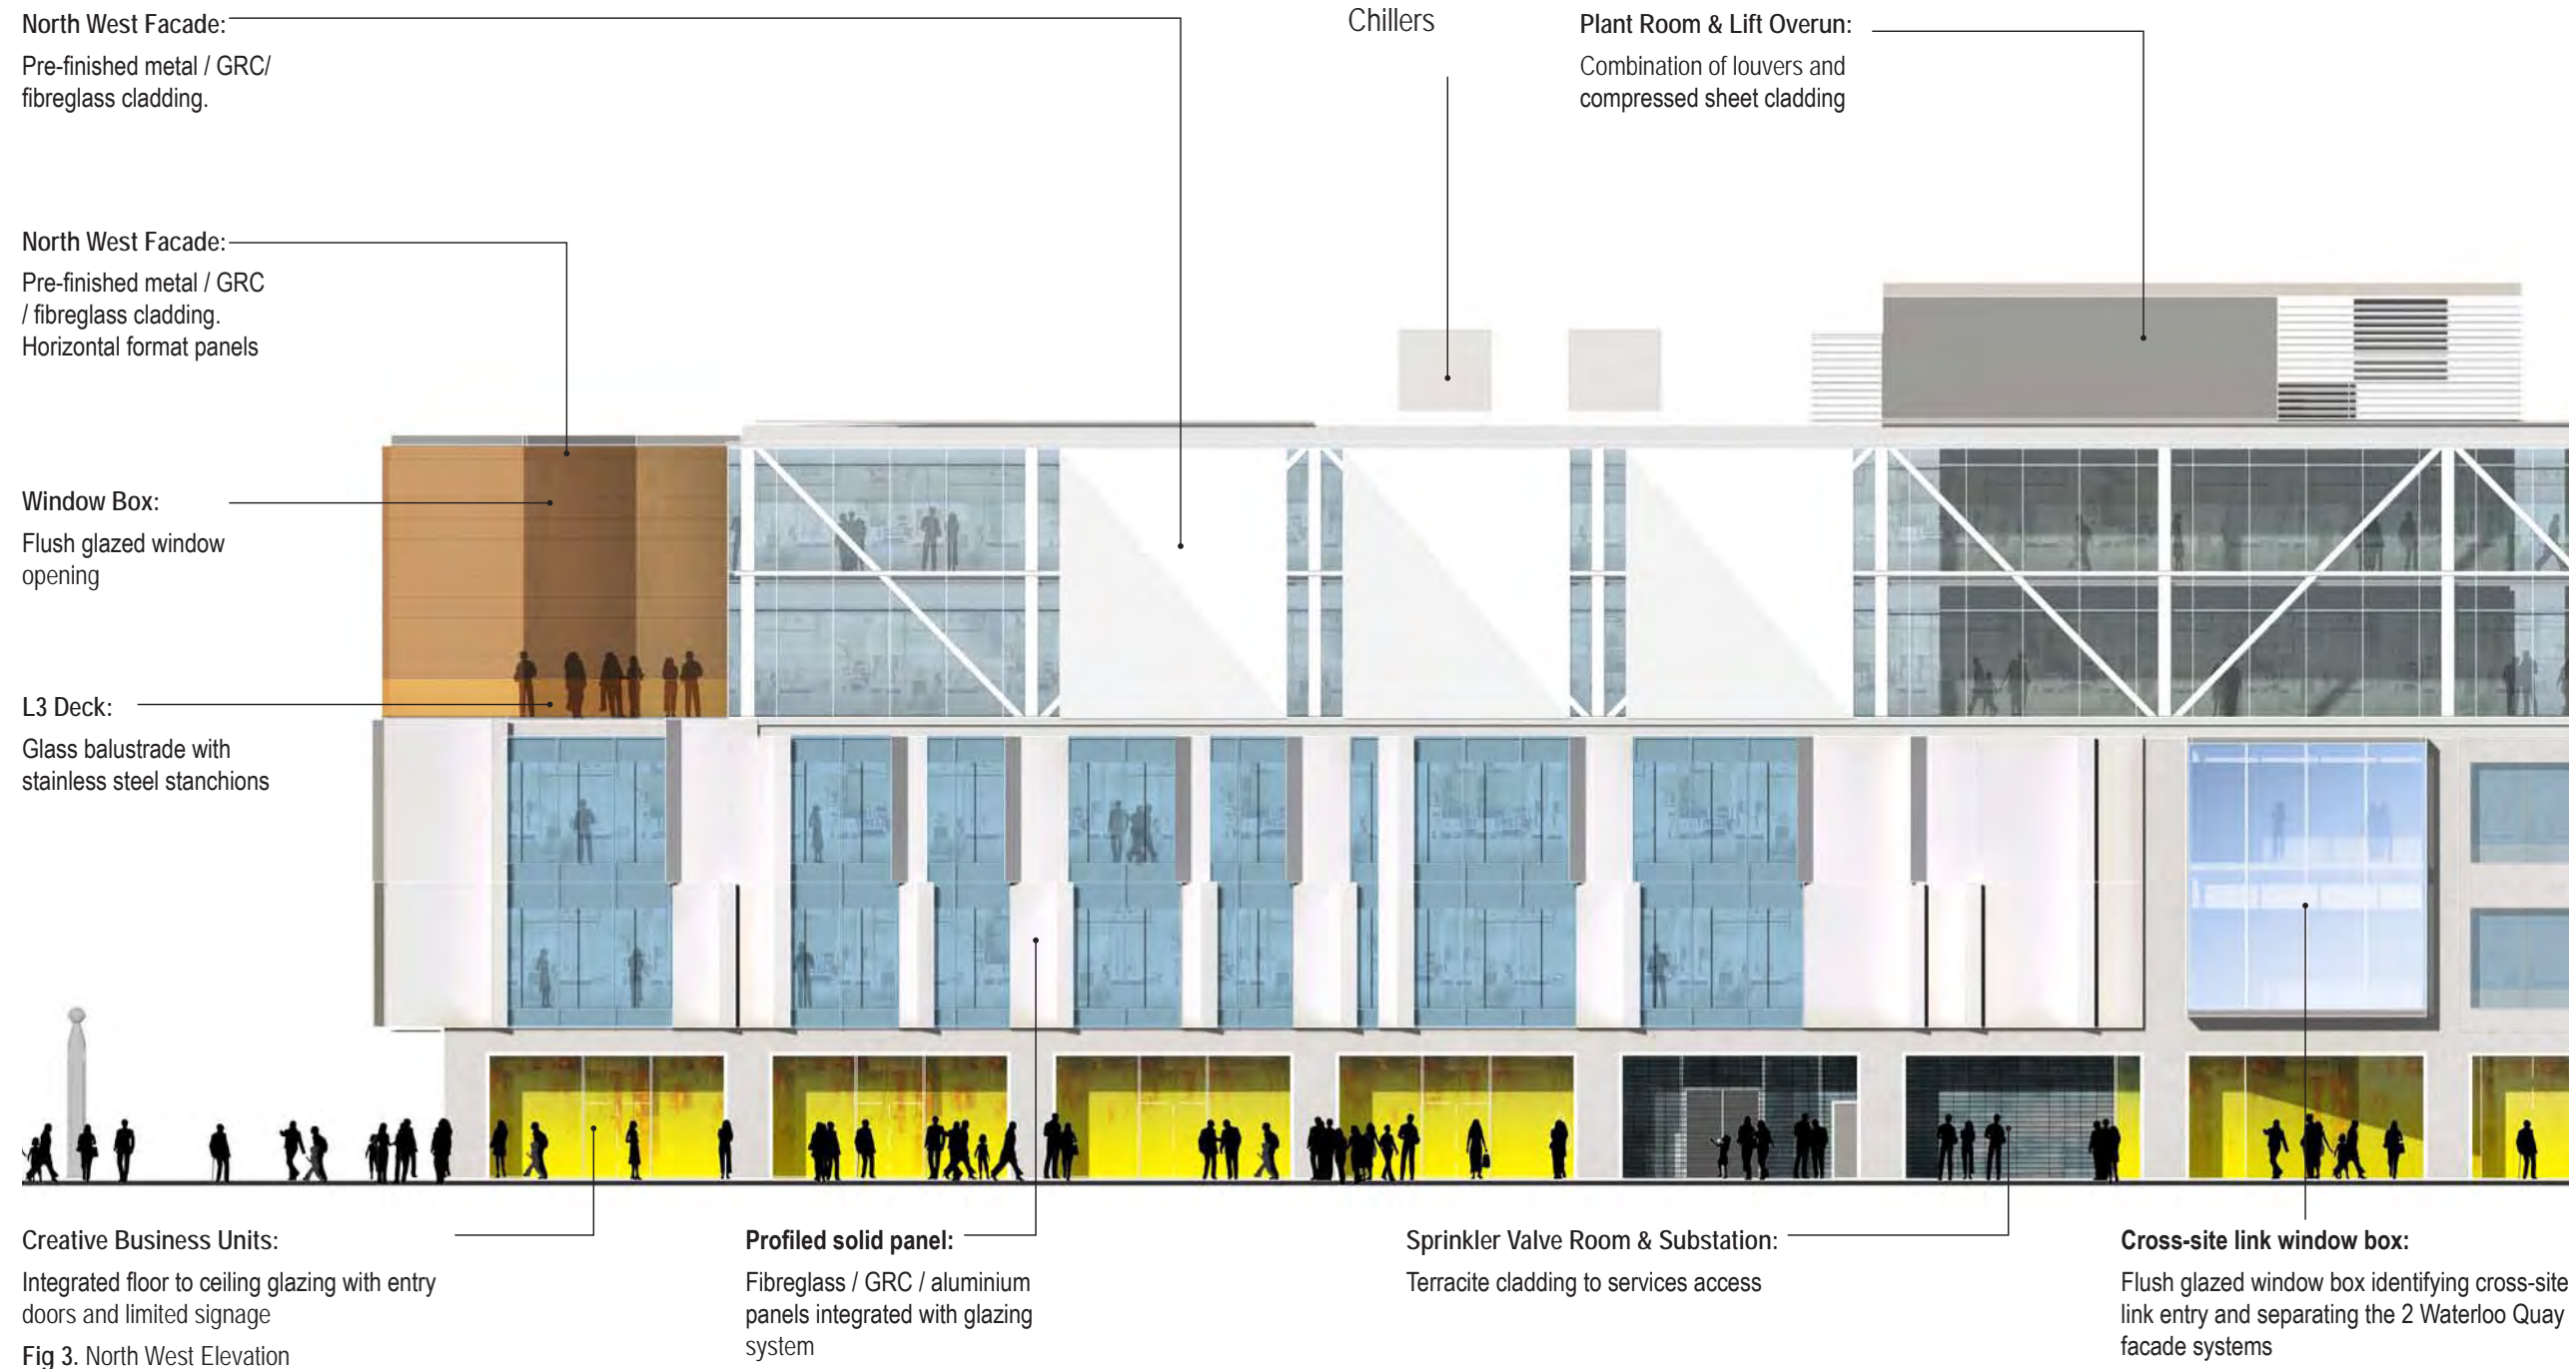 North West Facade:
Pre-finished metal / GRC/
fibreglass cladding.
Chillers
Plant Room & Lift Overun:
Combination of louvers and
compressed sheet cladding
North West Facade:
Pre-finished metal / GRC
/ fibreglass cladding.
Horizontal format panels
Window Box:
Flush glazed window
opening
L3 Deck:
Glass balustrade with
stainless steel stanchions
Creative Business Units:
Integrated floor to ceiling glazing with entry
doors and limited signage
Fig 3. North West Elevation
Profiled solid panel:
Fibreglass / GRC / aluminium
panels integrated with glazing
system
Sprinkler Valve Room & Substation:
Terracite cladding to services access
Cross-site link window box:
Flush glazed window box identifying cross-site
link entry and separating the 2 Waterloo Quay
facade systems